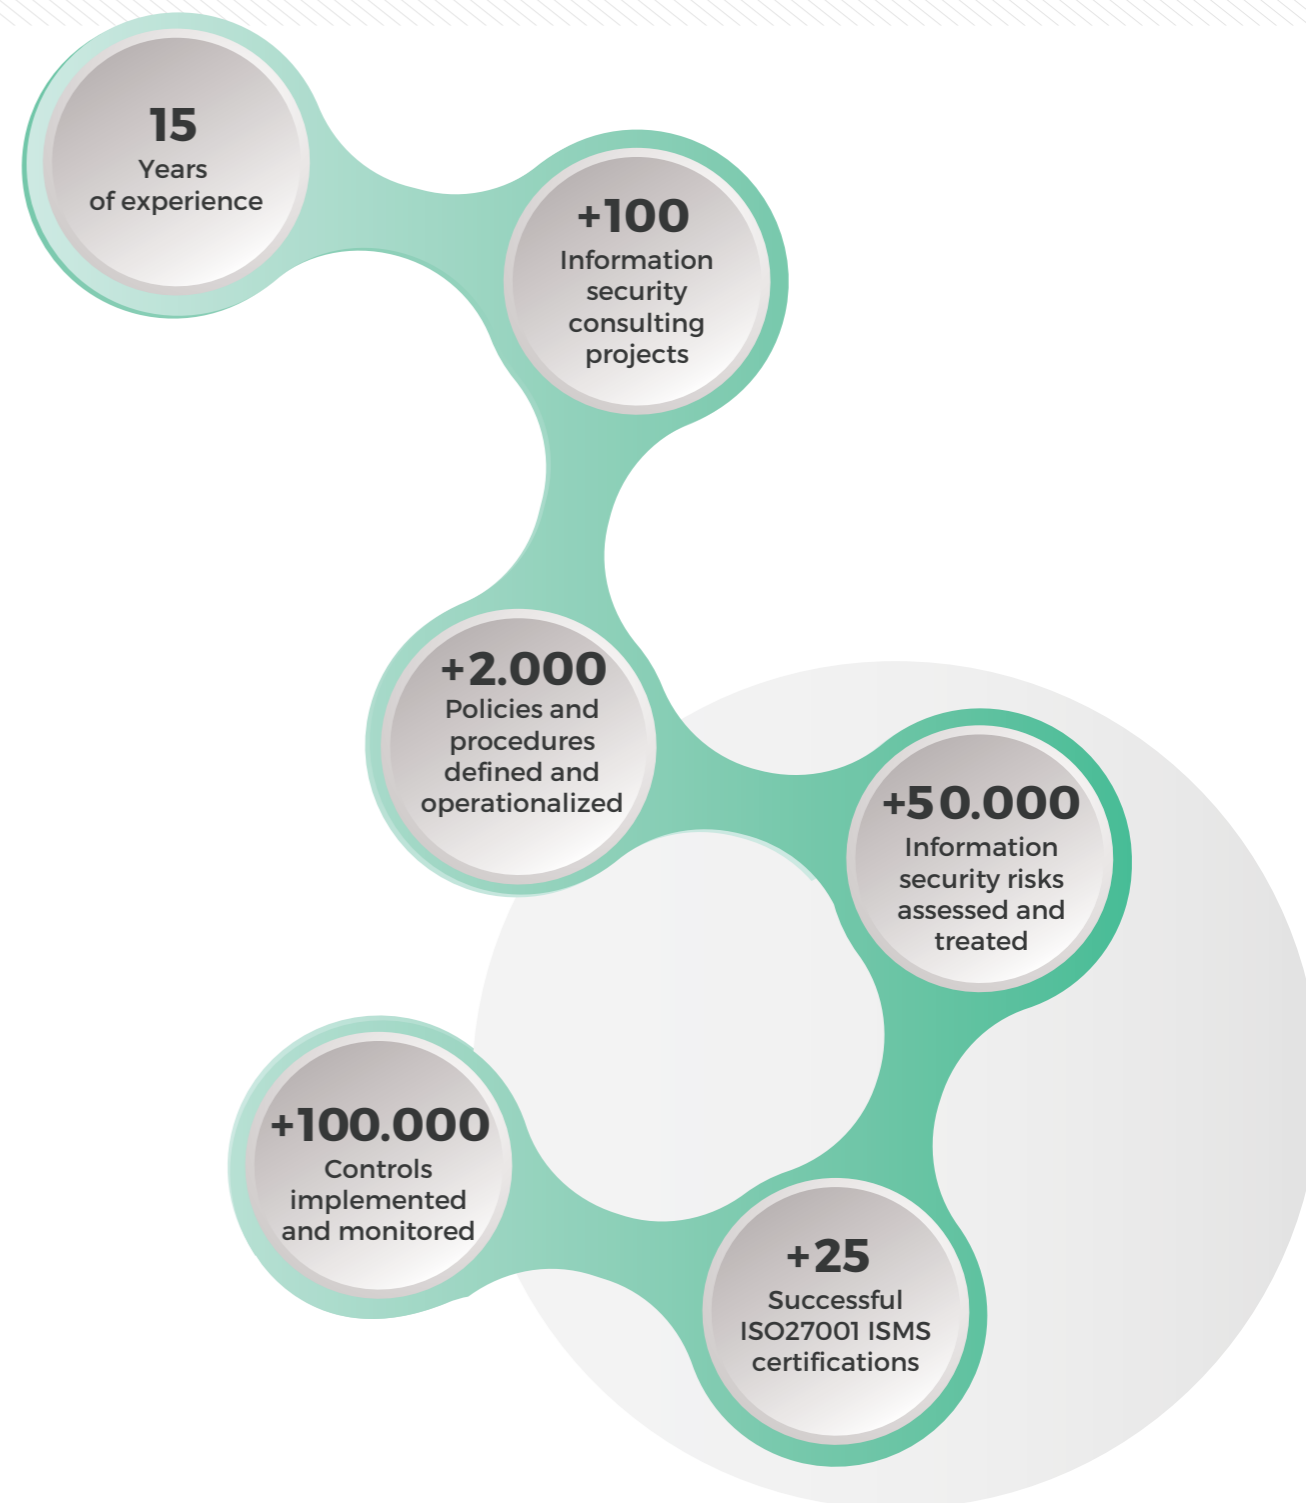 15
Years
of experience
+100
Information
security
consulting
projects
+2.000
Policies and
procedures
defined and
operationalized
+50.000
Information
security risks
assessed and
treated
+25
Successful
ISO27001 ISMS
certifications
+100.000
Controls
implemented
and monitored